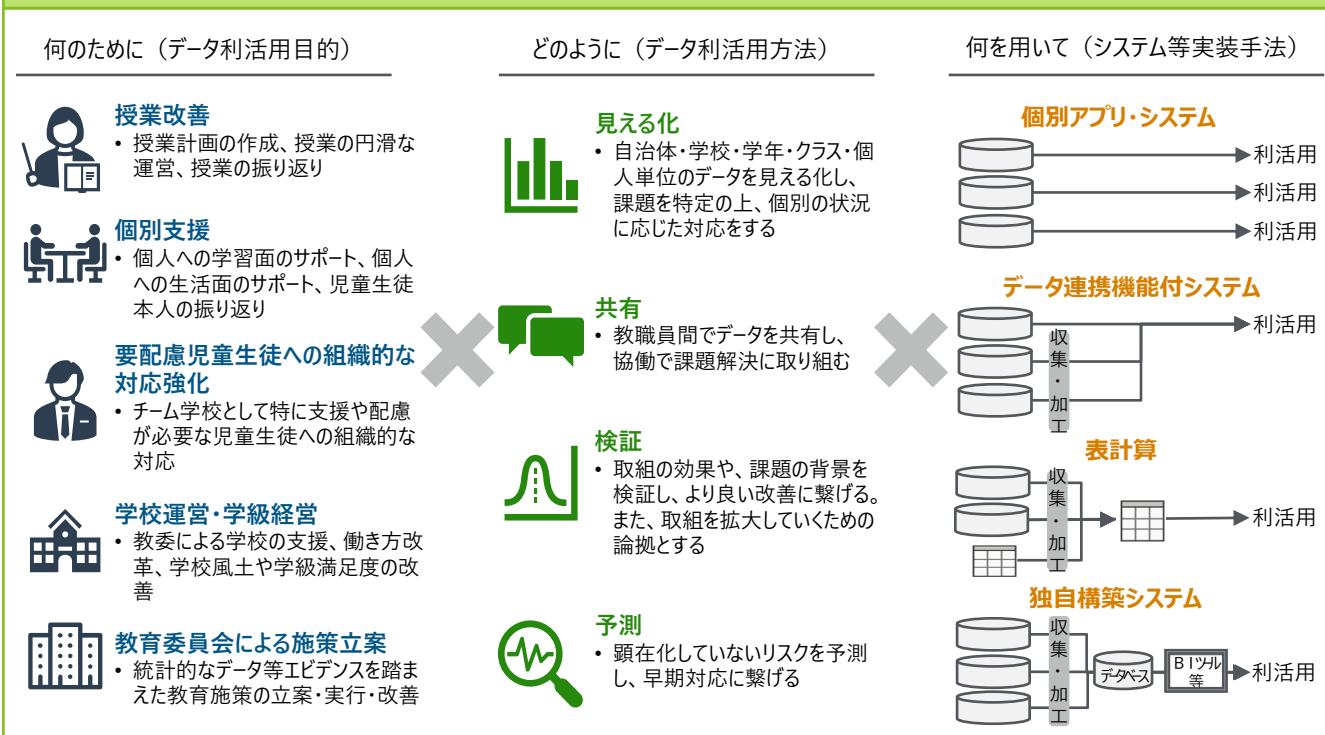 何のために（データ利活用目的）
授業改善
• 授業計画の作成、授業の円滑な
運営、授業の振り返り
個別支援
• 個人への学習面のサポート、個人
への生活面のサポート、児童生徒
本人の振り返り
要配慮児童生徒への組織的な
対応強化
• チーム学校として特に支援や配慮
が必要な児童生徒への組織的な
対応
学校運営・学級経営
• 教委による学校の支援、働き方改
革、学校風土や学級満足度の改
善
教育委員会による施策立案
• 統計的なデータ等エビデンスを踏ま
えた教育施策の立案・実行・改善
どのように（データ利活用方法）
見える化
• 自治体・学校・学年・クラス・個
人単位のデータを見える化し、
課題を特定の上、個別の状況
に応じた対応をする
共有
• 教職員間でデータを共有し、
協働で課題解決に取り組む
検証
• 取組の効果や、課題の背景を
検証し、より良い改善に繋げる。
また、取組を拡大していくための
論拠とする
予測
• 顕在化していないリスクを予測
し、早期対応に繋げる
何を用いて（システム等実装手法）
個別アプリ・システム
利活用
利活用
利活用
データ連携機能付システム
収集・加工
利活用
表計算
収集・加工
利活用
独自構築システム
収集・加工
データベース
ＢＩツール
等
利活用